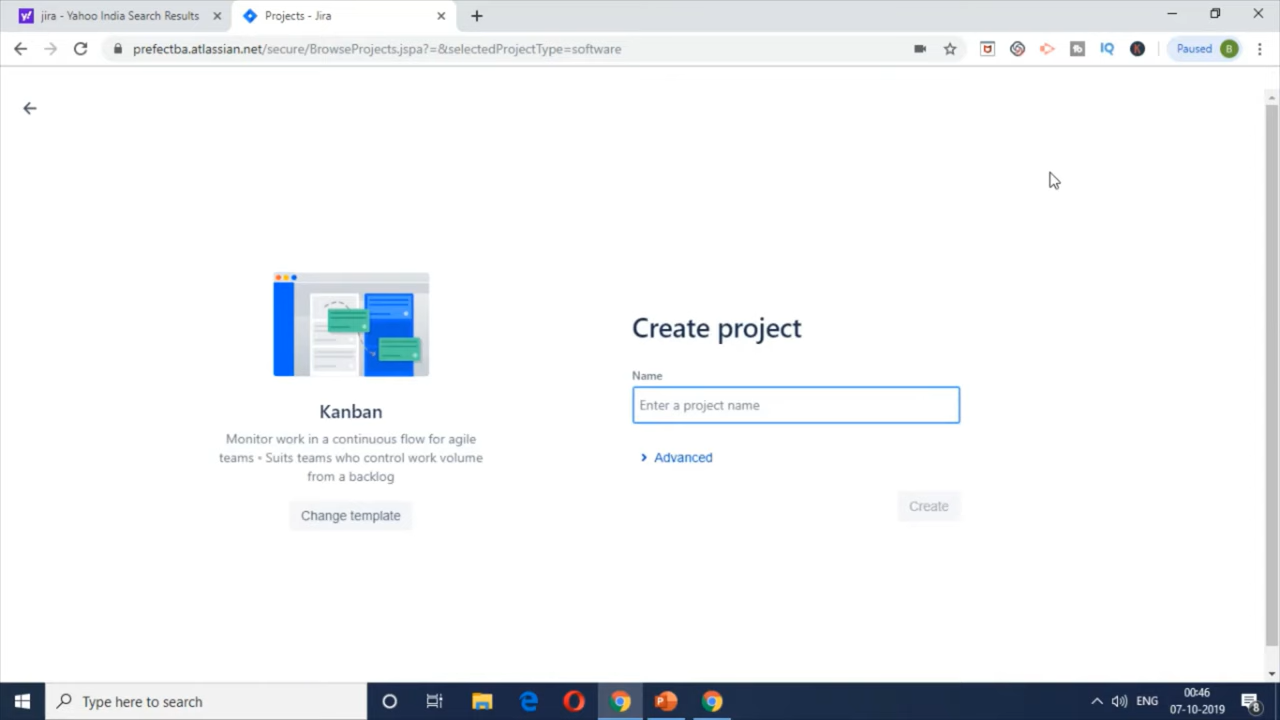 jira - Yahoo India Search Results
Projects - Jira
prefectba.atlassian.net/secure/BrowseProjects.jspa?=&selectedProjectType=software
IQ
K
Paused
B
Create project
Name
Enter a project name
Advanced
Create
Kanban
Monitor work in a continuous flow for agile
teams • Suits teams who control work volume
from a backlog
Change template
Type here to search
ENG
00:46
07-10-2019
8